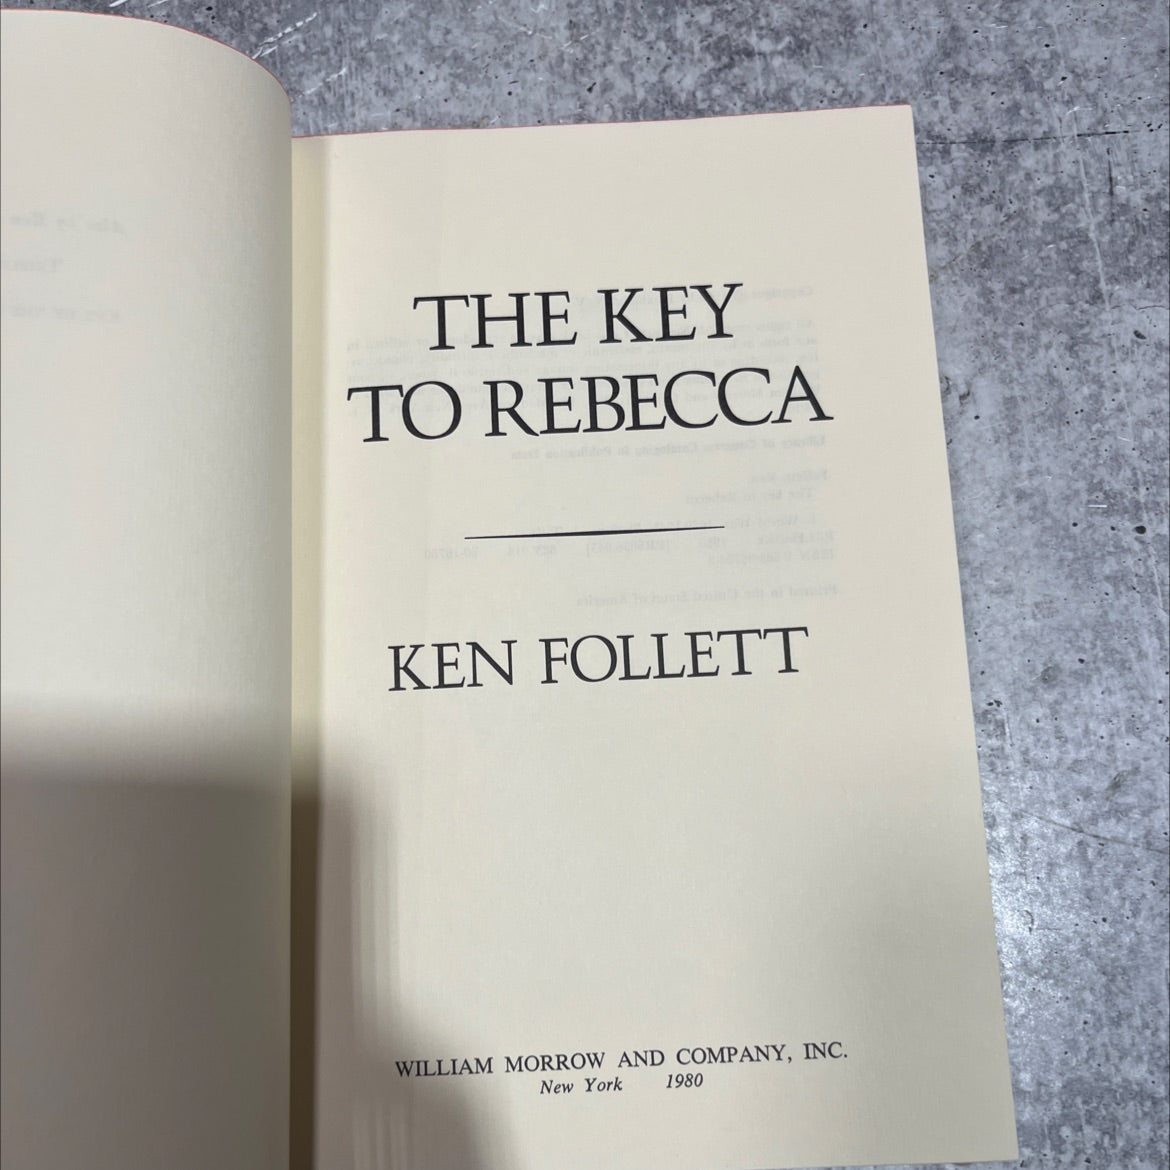 THE KEY
TO REBECCA
KEN FOLLETT
WILLIAM MORROW AND COMPANY, INC.
New York 1980